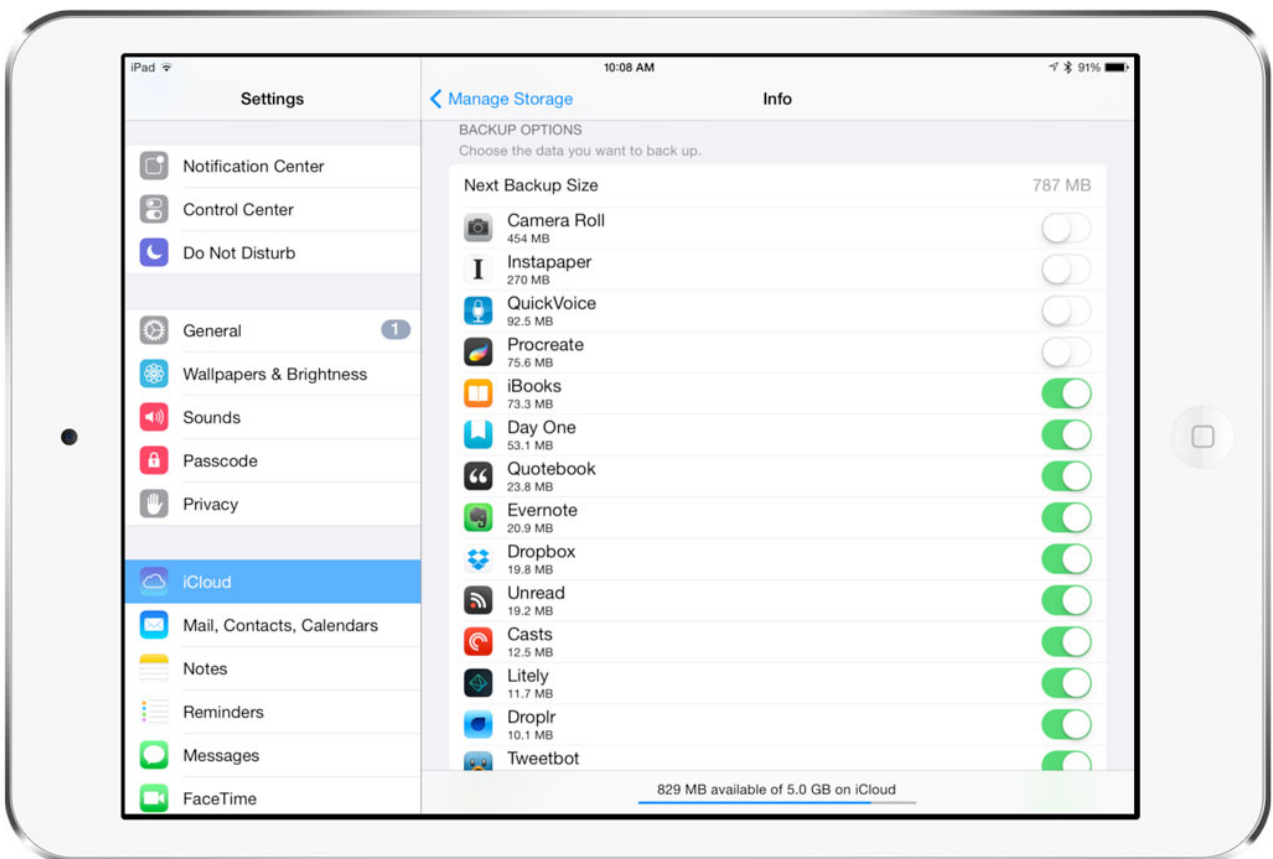 iPad
10:08 AM
91%
Settings
Manage Storage
Info
Notification Center
Control Center
Do Not Disturb
General
1
Wallpapers & Brightness
Sounds
Passcode
Privacy
iCloud
Mail, Contacts, Calendars
Notes
Reminders
Messages
FaceTime
BACKUP OPTIONS
Choose the data you want to back up.
Next Backup Size 787 MB
Camera Roll
454 MB
Instapaper
270 MB
QuickVoice
92.5 MB
Procreate
75.6 MB
iBooks
73.3 MB
Day One
53.1 MB
Quotebook
23.8 MB
Evernote
20.9 MB
Dropbox
19.8 MB
Unread
19.2 MB
Casts
12.5 MB
Litely
11.7 MB
Droplr
10.1 MB
Tweetbot
829 MB available of 5.0 GB on iCloud